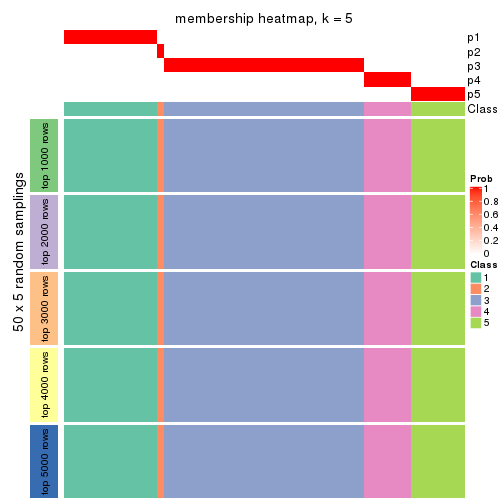 membership heatmap, k = 5
p1
p2
p3
p4
p5
Class
50 x 5 random samplings
top 1000 rows
top 2000 rows
top 3000 rows
top 4000 rows
top 5000 rows
Prob
1
0.8
0.6
0.4
0.2
0
Class
1
2
3
4
5